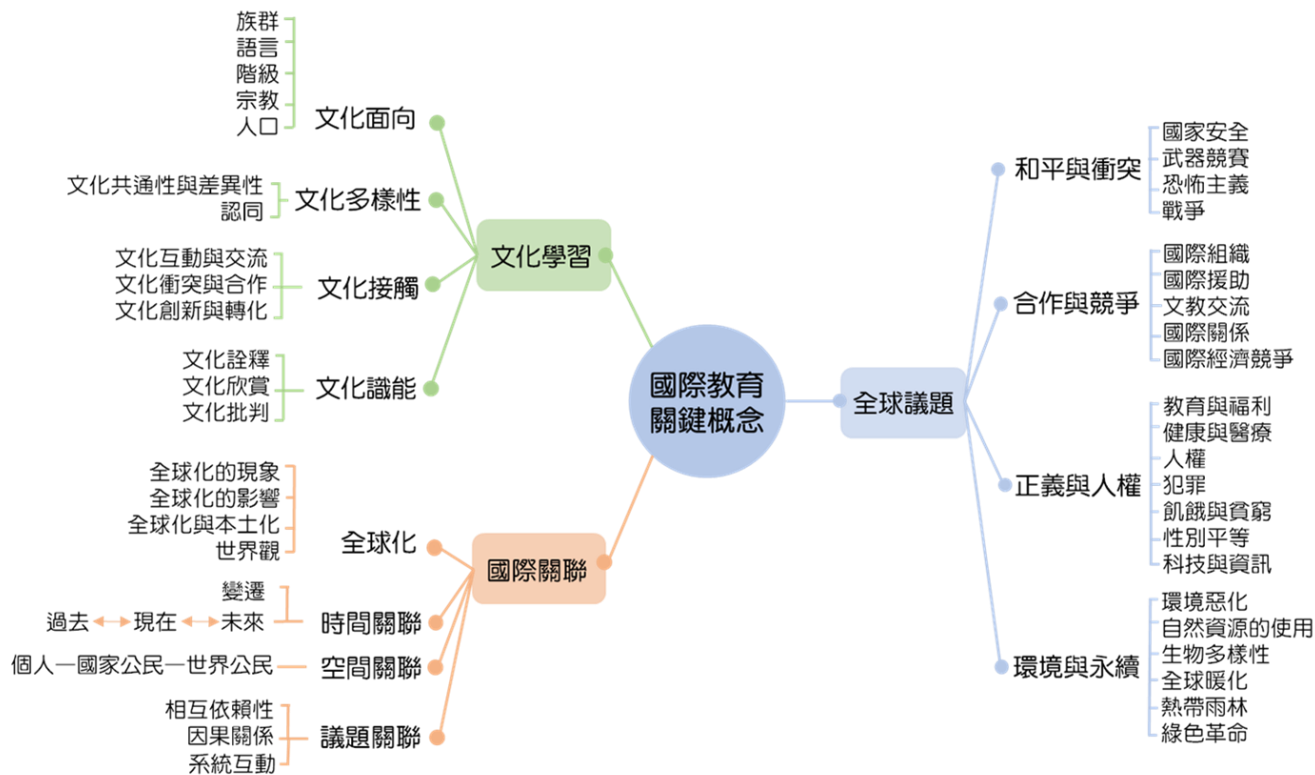 國際教育
關鍵概念
文化學習
文化面向
族群
語言
階級
宗教
人口
文化多樣性
文化共通性與差異性
認同
文化接觸
文化互動與交流
文化衝突與合作
文化創新與轉化
文化識能
文化詮釋
文化欣賞
文化批判
國際關聯
全球化
全球化的現象
全球化的影響
全球化與本土化
世界觀
時間關聯
變遷
過去 現在 未來
空間關聯
個人—國家公民—世界公民
議題關聯
相互依賴性
因果關係
系統互動
全球議題
和平與衝突
國家安全
武器競賽
恐怖主義
戰爭
合作與競爭
國際組織
國際援助
文教交流
國際關係
國際經濟競爭
正義與人權
教育與福利
健康與醫療
人權
犯罪
飢餓與貧窮
性別平等
科技與資訊
環境與永續
環境惡化
自然資源的使用
生物多樣性
全球暖化
熱帶雨林
綠色革命